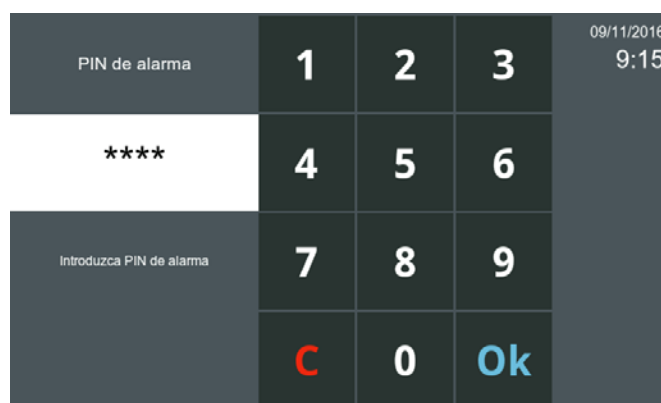 09/11/2016
9:15
PIN de alarma
1 2 3
****
4 5 6
Introduzca PIN de alarma
7 8 9
C 0 Ok